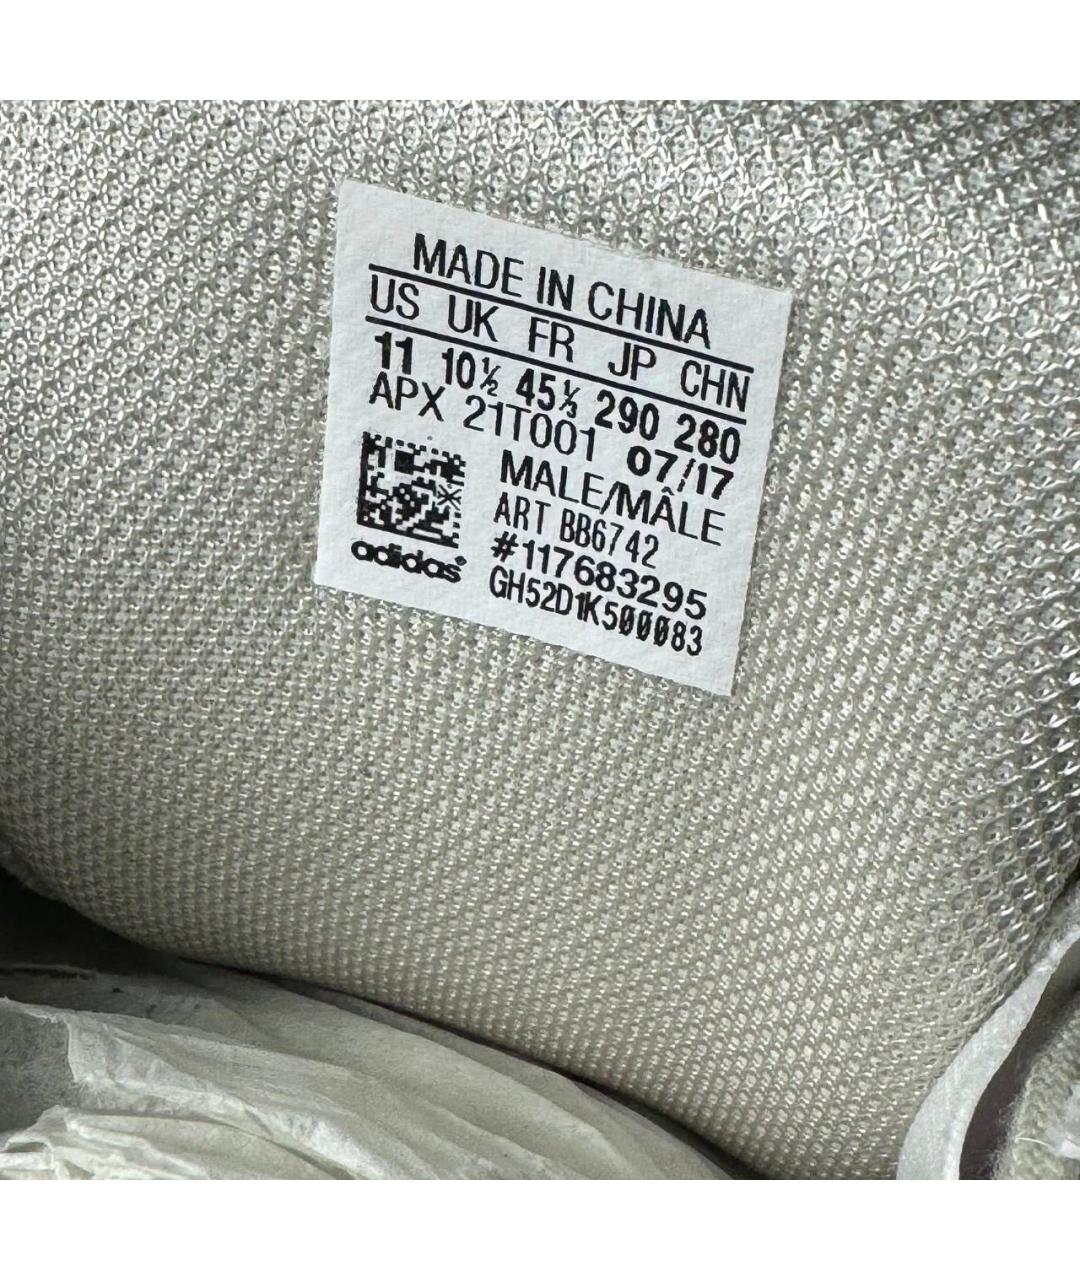 MADE IN CHINA
US UK FR JP CHN
11 10½ 45⅓ 290 280
APX 21T001 07/17
MALE/MÂLE
ART BB6742
#117683295
GH52D1K500083
adidas®